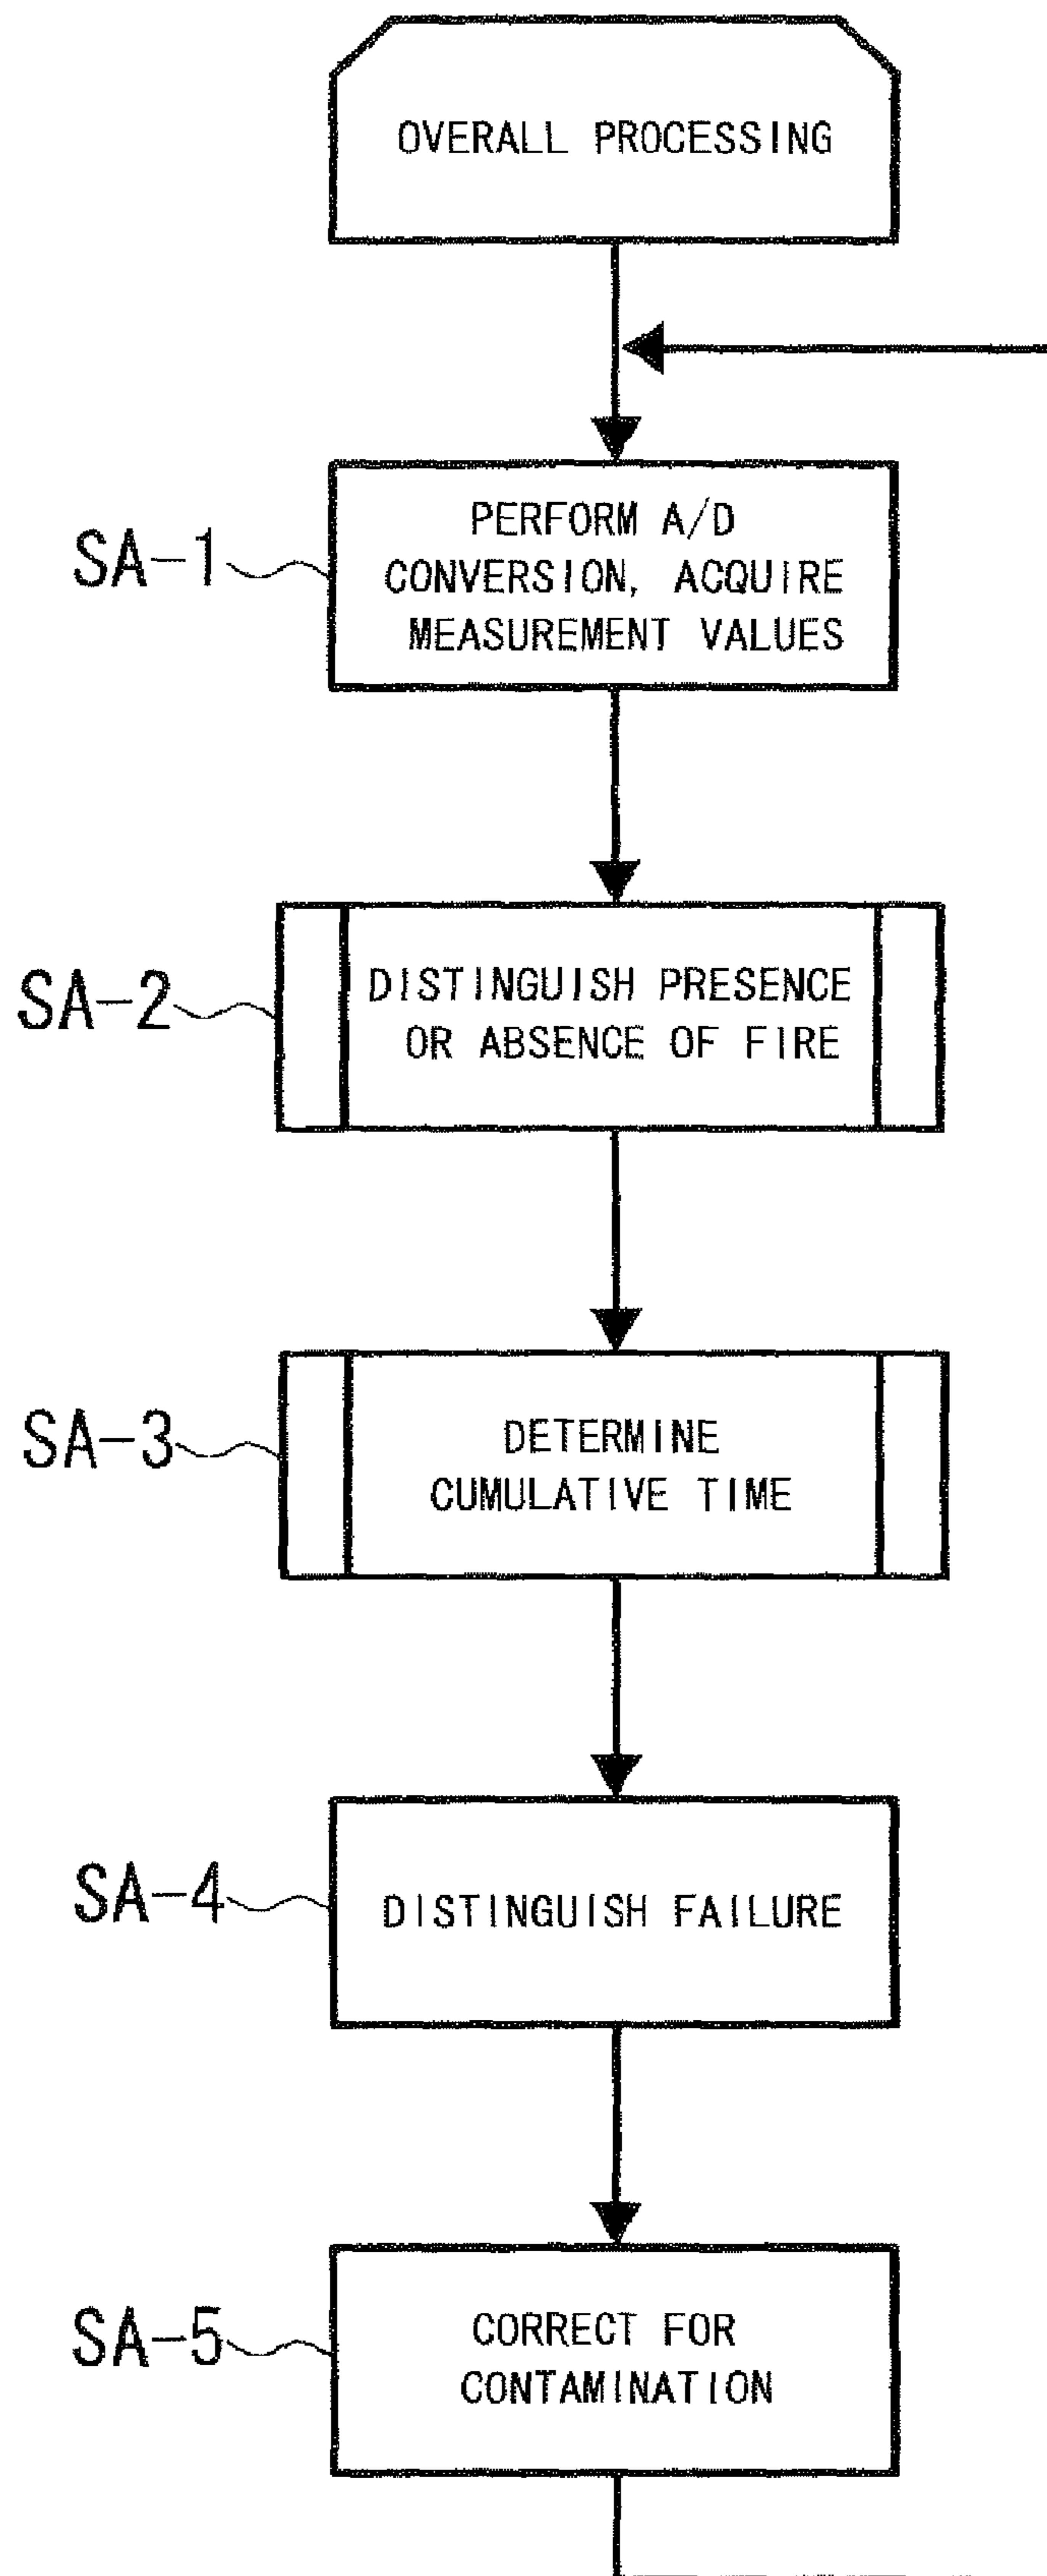 OVERALL PROCESSING
SA-1
PERFORM A/D
CONVERSION, ACQUIRE
MEASUREMENT VALUES
SA-2
DISTINGUISH PRESENCE
OR ABSENCE OF FIRE
SA-3
DETERMINE
CUMULATIVE TIME
SA-4
DISTINGUISH FAILURE
SA-5
CORRECT FOR
CONTAMINATION